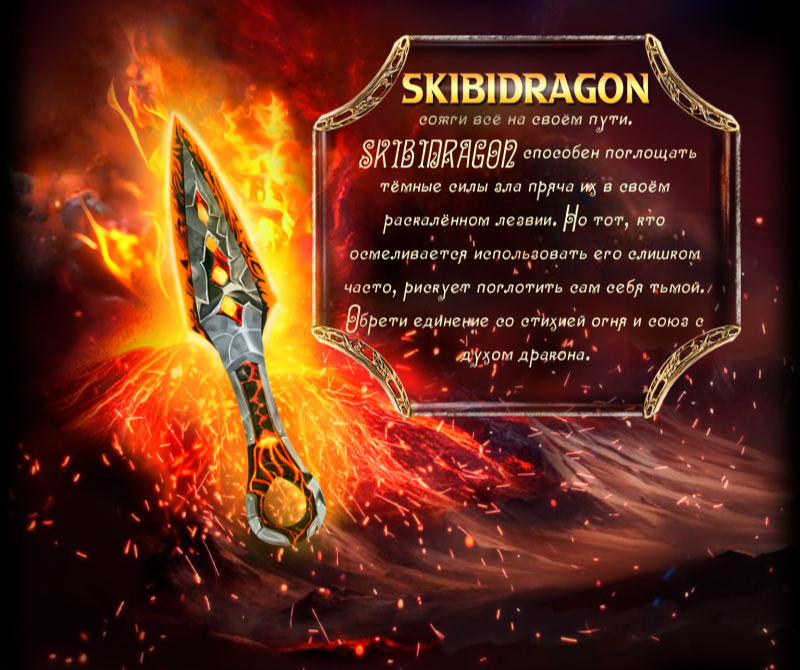 SKIBIDRAGON
сожги всё на своём пути.
SKIBIDRAGON способен поглощать
тёмные силы зла пряча их в своём
раскалённом лезвии. Но тот, кто
осмеливается использовать его слишком
часто, рискует поглотить сам себя тьмой.
Обрети единение со стихией огня и союз с
духом дракона.